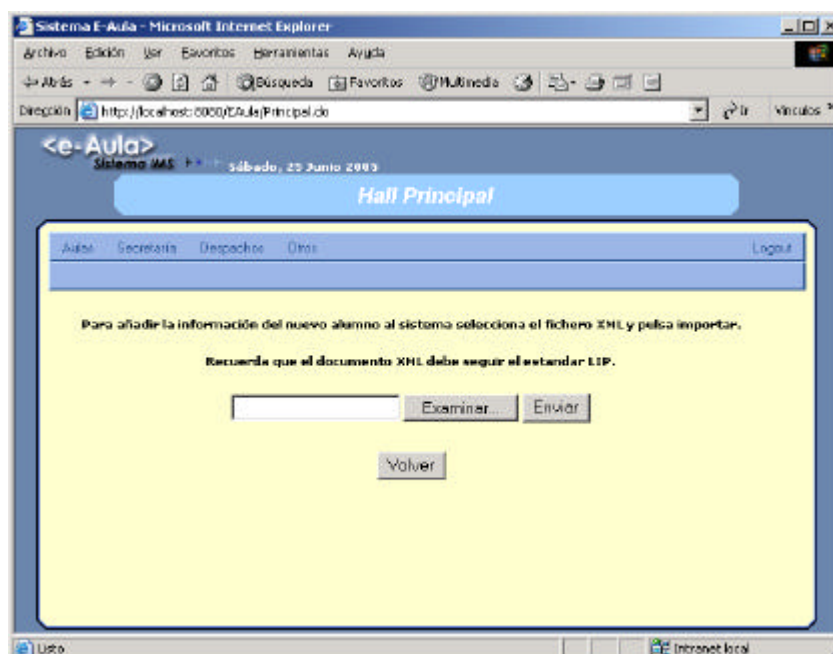 Sistema E-Aula - Microsoft Internet Explorer
Archivo Edición Ver Favoritos Herramientas Ayuda
Atrás Búsqueda Favoritos Multimedia
Dirección http://localhost:8080/EAula/Principal.do Ir Vínculos
<e-Aula>
Sistema IMS Sábado, 25 Junio 2005
Hall Principal
Aulas Secretaría Despachos Otros Logout
Para añadir la información del nuevo alumno al sistema selecciona el fichero XML y pulsa importar.
Recuerda que el documento XML debe seguir el estandar LIP.
Examinar... Enviar
Volver
Listo Intranet local